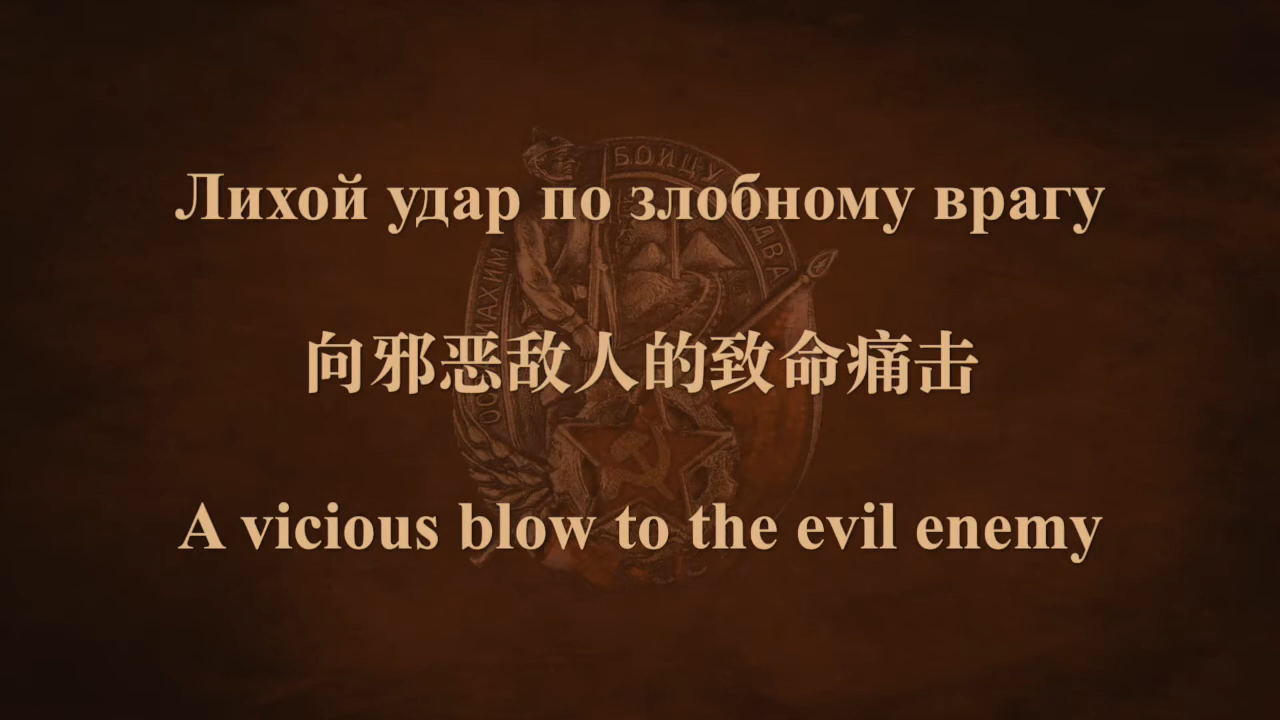 Лихой удар по злобному врагу
向邪恶敌人的致命痛击
A vicious blow to the evil enemy
БОЙЦУ